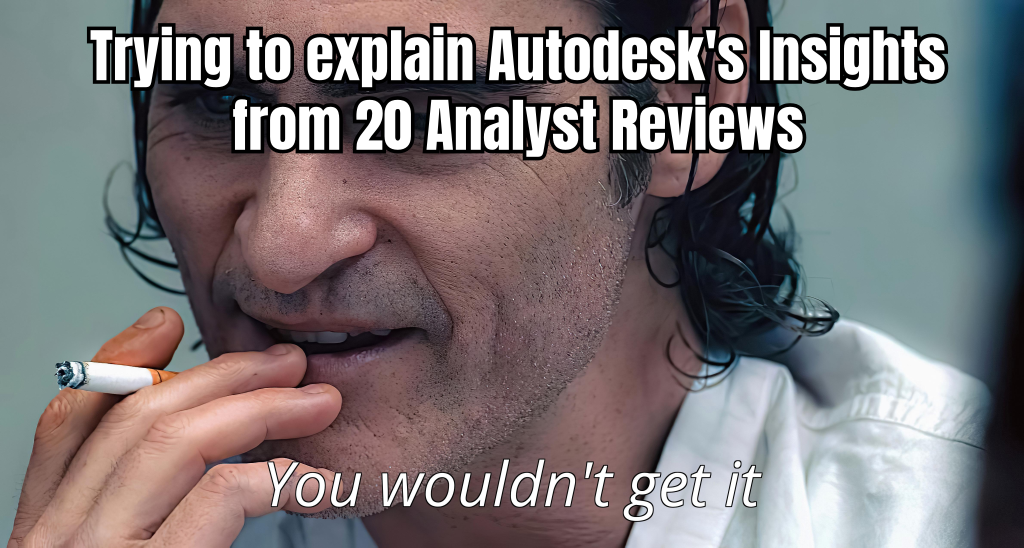 Trying to explain Autodesk's Insights
from 20 Analyst Reviews
You wouldn't get it